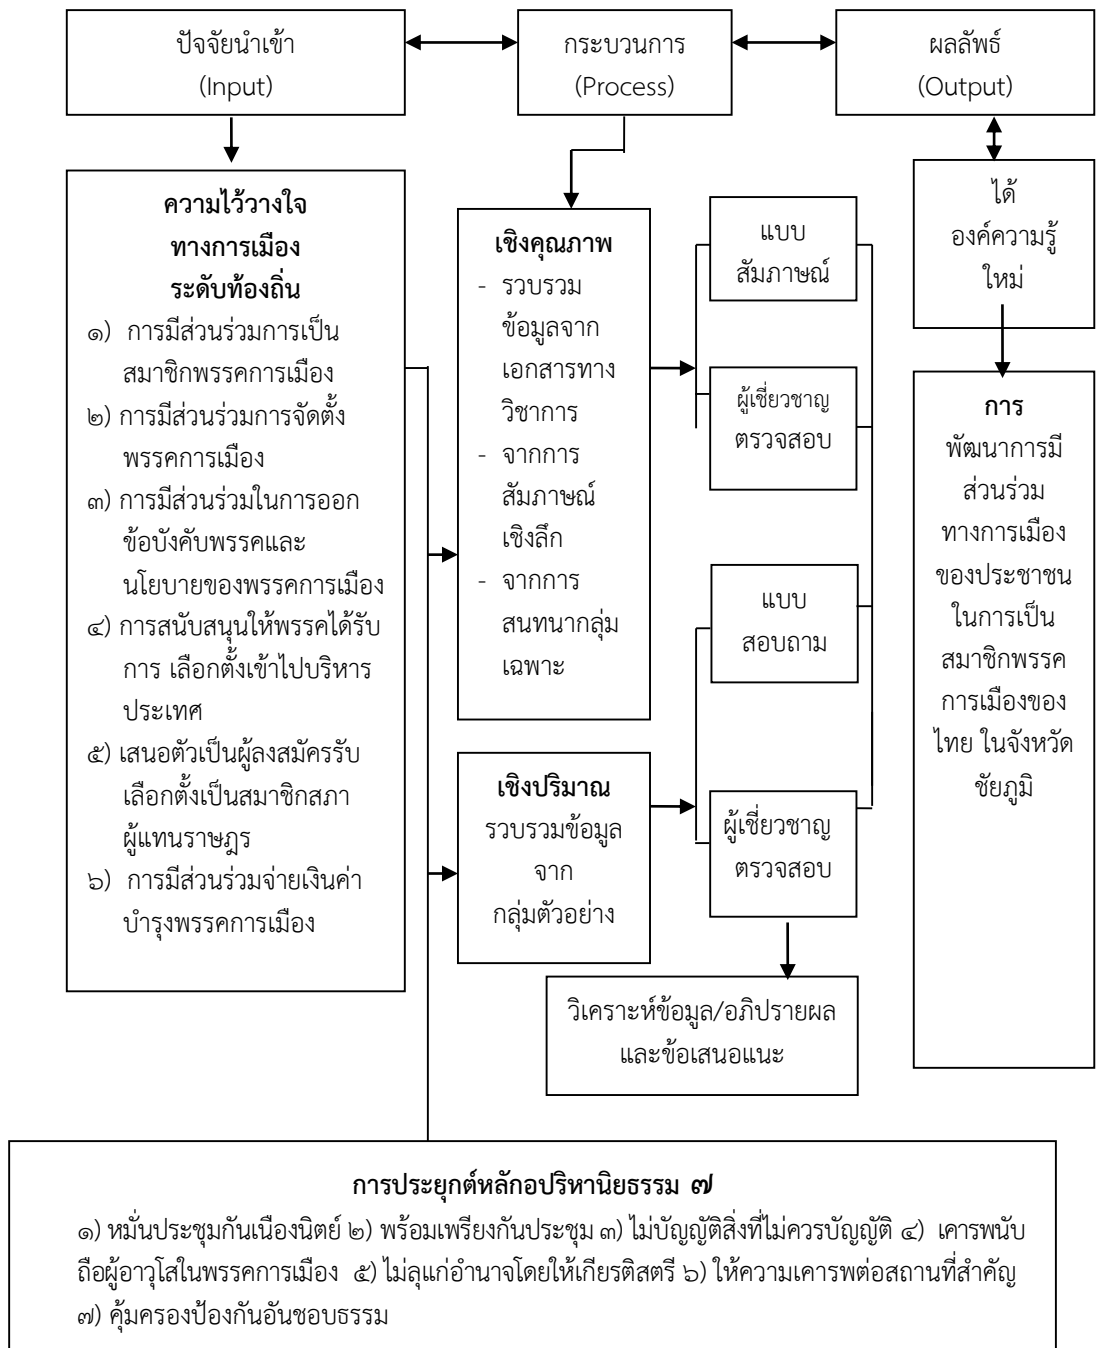 ปัจจัยนำเข้า
(Input)
กระบวนการ
(Process)
ผลลัพธ์
(Output)
ความไว้วางใจ
ทางการเมือง
ระดับท้องถิ่น
๑) การมีส่วนร่วมการเป็น
สมาชิกพรรคการเมือง
๒) การมีส่วนร่วมการจัดตั้ง
พรรคการเมือง
๓) การมีส่วนร่วมในการออก
ข้อบังคับพรรคและ
นโยบายของพรรคการเมือง
๔) การสนับสนุนให้พรรคได้รับ
การ เลือกตั้งเข้าไปบริหาร
ประเทศ
๕) เสนอตัวเป็นผู้ลงสมัครรับ
เลือกตั้งเป็นสมาชิกสภา
ผู้แทนราษฎร
๖) การมีส่วนร่วมจ่ายเงินค่า
บำรุงพรรคการเมือง
เชิงคุณภาพ
- รวบรวม
ข้อมูลจาก
เอกสารทาง
วิชาการ
- จากการ
สัมภาษณ์
เชิงลึก
- จากการ
สนทนากลุ่ม
เฉพาะ
เชิงปริมาณ
รวบรวมข้อมูล
จาก
กลุ่มตัวอย่าง
แบบ
สัมภาษณ์
ผู้เชี่ยวชาญ
ตรวจสอบ
แบบ
สอบถาม
ผู้เชี่ยวชาญ
ตรวจสอบ
วิเคราะห์ข้อมูล/อภิปรายผล
และข้อเสนอแนะ
ได้
องค์ความรู้
ใหม่
การ
พัฒนาการมี
ส่วนร่วม
ทางการเมือง
ของประชาชน
ในการเป็น
สมาชิกพรรค
การเมืองของ
ไทย ในจังหวัด
ชัยภูมิ
การประยุกต์หลักอปริหานิยธรรม ๗
๑) หมั่นประชุมกันเนืองนิตย์ ๒) พร้อมเพรียงกันประชุม ๓) ไม่บัญญัติสิ่งที่ไม่ควรบัญญัติ ๔) เคารพนับ
ถือผู้อาวุโสในพรรคการเมือง ๕) ไม่ลุแก่อำนาจโดยให้เกียรติสตรี ๖) ให้ความเคารพต่อสถานที่สำคัญ
๗) คุ้มครองป้องกันอันชอบธรรม